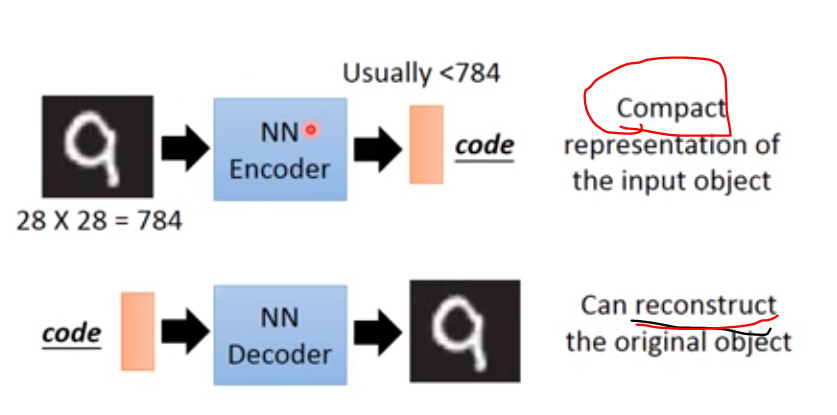 Usually <784
NN
Encoder
code
Compact
representation of
the input object
28 X 28 = 784
code
NN
Decoder
Can reconstruct
the original object